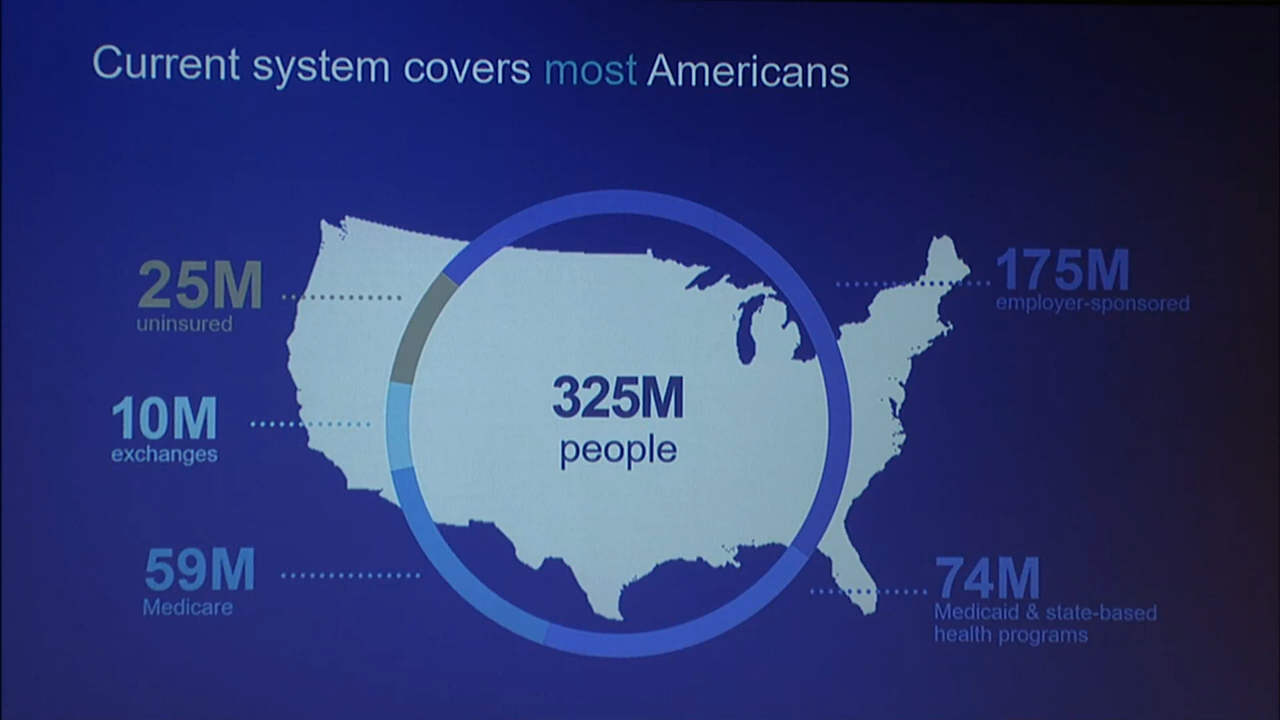 Current system covers most Americans
25M
uninsured
175M
employer-sponsored
10M
exchanges
325M
people
59M
Medicare
74M
Medicaid & state-based
health programs